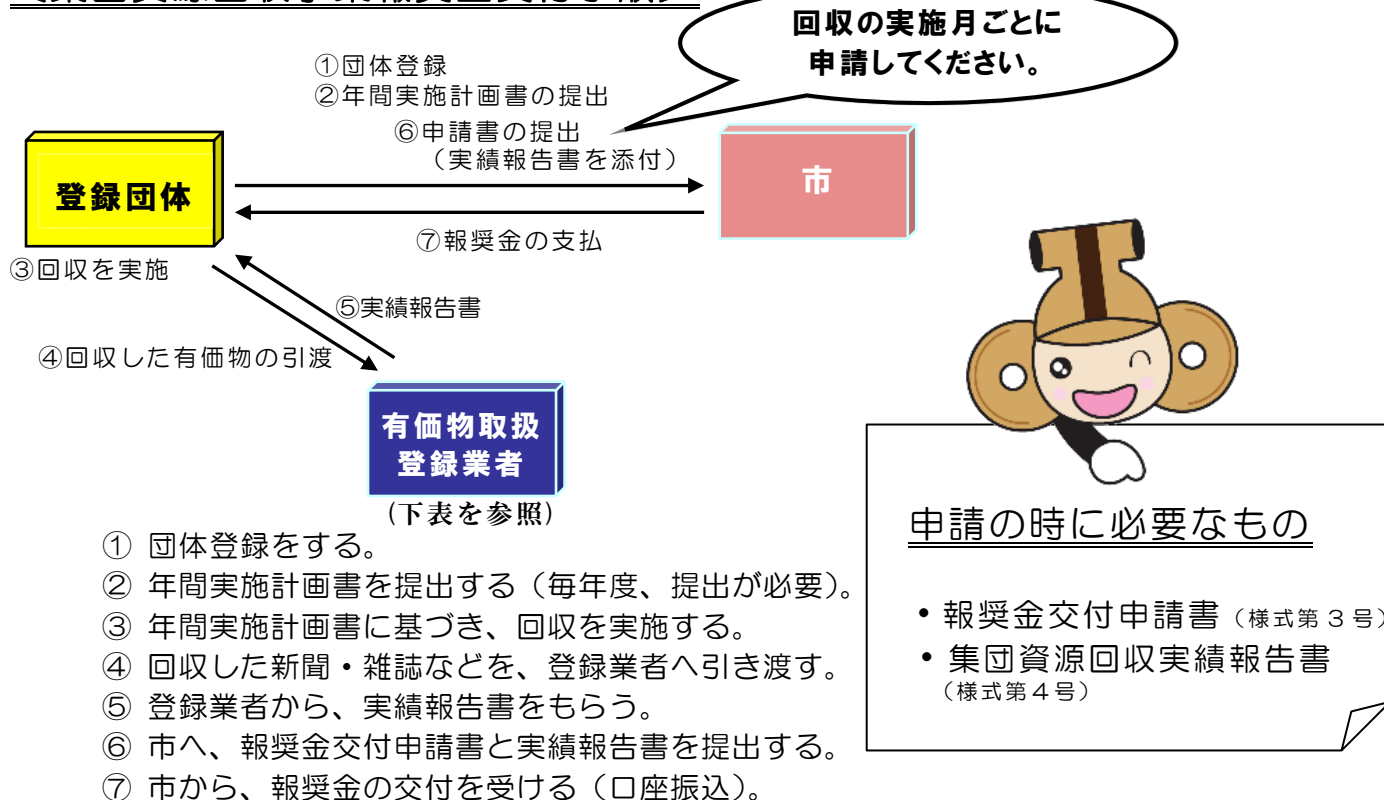 回収の実施月ごとに
申請してください。
①団体登録
②年間実施計画書の提出
⑥申請書の提出
（実績報告書を添付）
登録団体
市
⑦報奨金の支払
③回収を実施
⑤実績報告書
④回収した有価物の引渡
有価物取扱
登録業者
(下表を参照)
① 団体登録をする。
② 年間実施計画書を提出する（毎年度、提出が必要）。
③ 年間実施計画書に基づき、回収を実施する。
④ 回収した新聞・雑誌などを、登録業者へ引き渡す。
⑤ 登録業者から、実績報告書をもらう。
⑥ 市へ、報奨金交付申請書と実績報告書を提出する。
⑦ 市から、報奨金の交付を受ける（口座振込）。
申請の時に必要なもの
・報奨金交付申請書（様式第３号）
・集団資源回収実績報告書
（様式第４号）